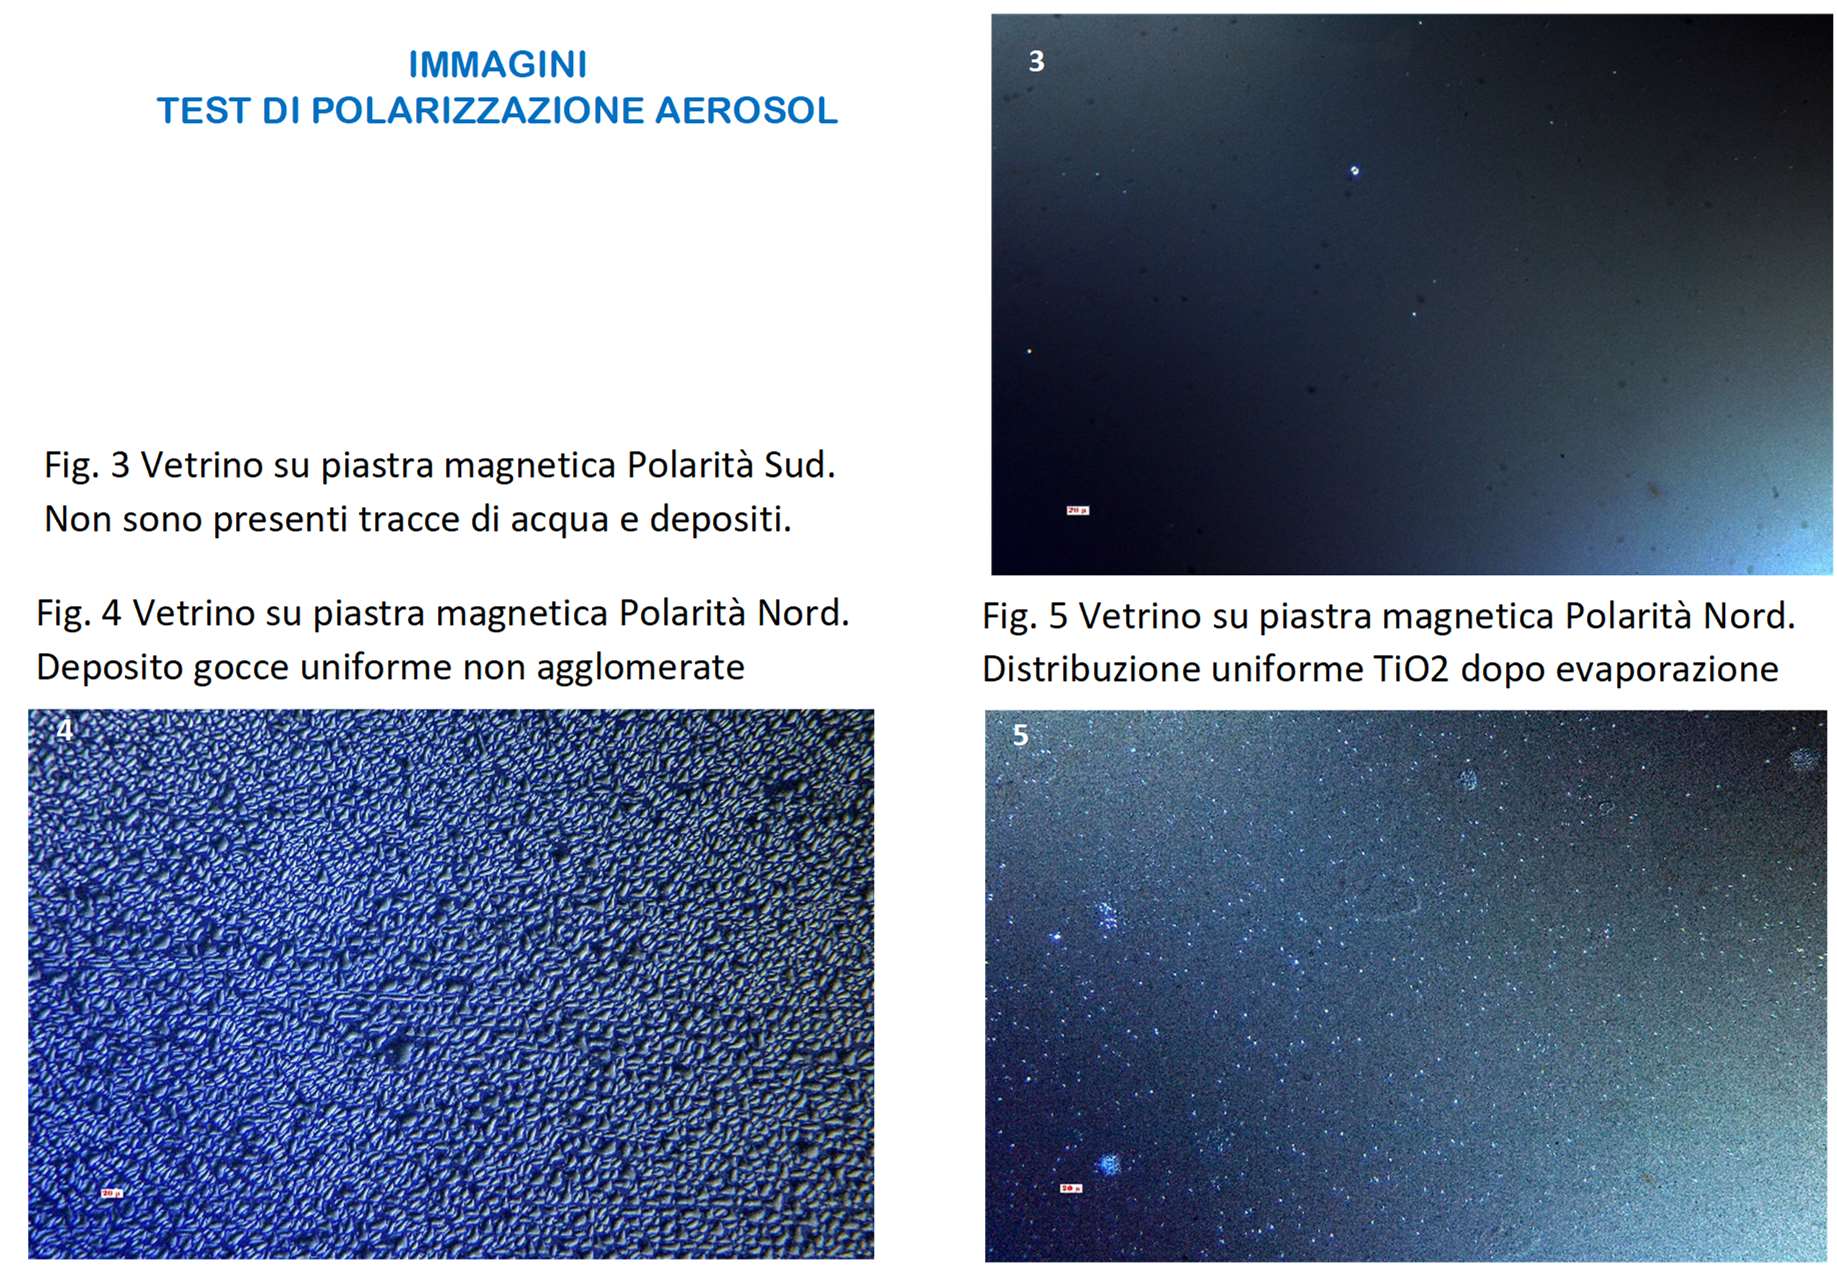 IMMAGINI
TEST DI POLARIZZAZIONE AEROSOL
3
20 µ
Fig. 3 Vetrino su piastra magnetica Polarità Sud.
Non sono presenti tracce di acqua e depositi.
Fig. 4 Vetrino su piastra magnetica Polarità Nord.
Deposito gocce uniforme non agglomerate
4
20 µ
Fig. 5 Vetrino su piastra magnetica Polarità Nord.
Distribuzione uniforme TiO2 dopo evaporazione
5
20 µ